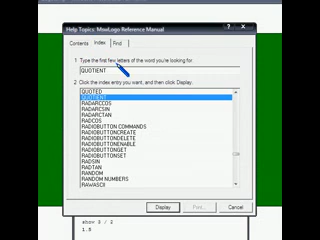 Help Topics: MswLogo Reference Manual
Contents Index Find
1 Type the first few letters of the word you're looking for.
QUOTIENT
2 Click the index entry you want, and then click Display.
QUOTED
QUOTIENT
RADARCCOS
RADARCSIN
RADARCTAN
RADCOS
RADIOBUTTON COMMANDS
RADIOBUTTONCREATE
RADIOBUTTONDELETE
RADIOBUTTONENABLE
RADIOBUTTONGET
RADIOBUTTONSET
RADSIN
RADTAN
RANDOM
RANDOM NUMBERS
RAWASCII
Display Print... Cancel
show 3 / 2
1.5